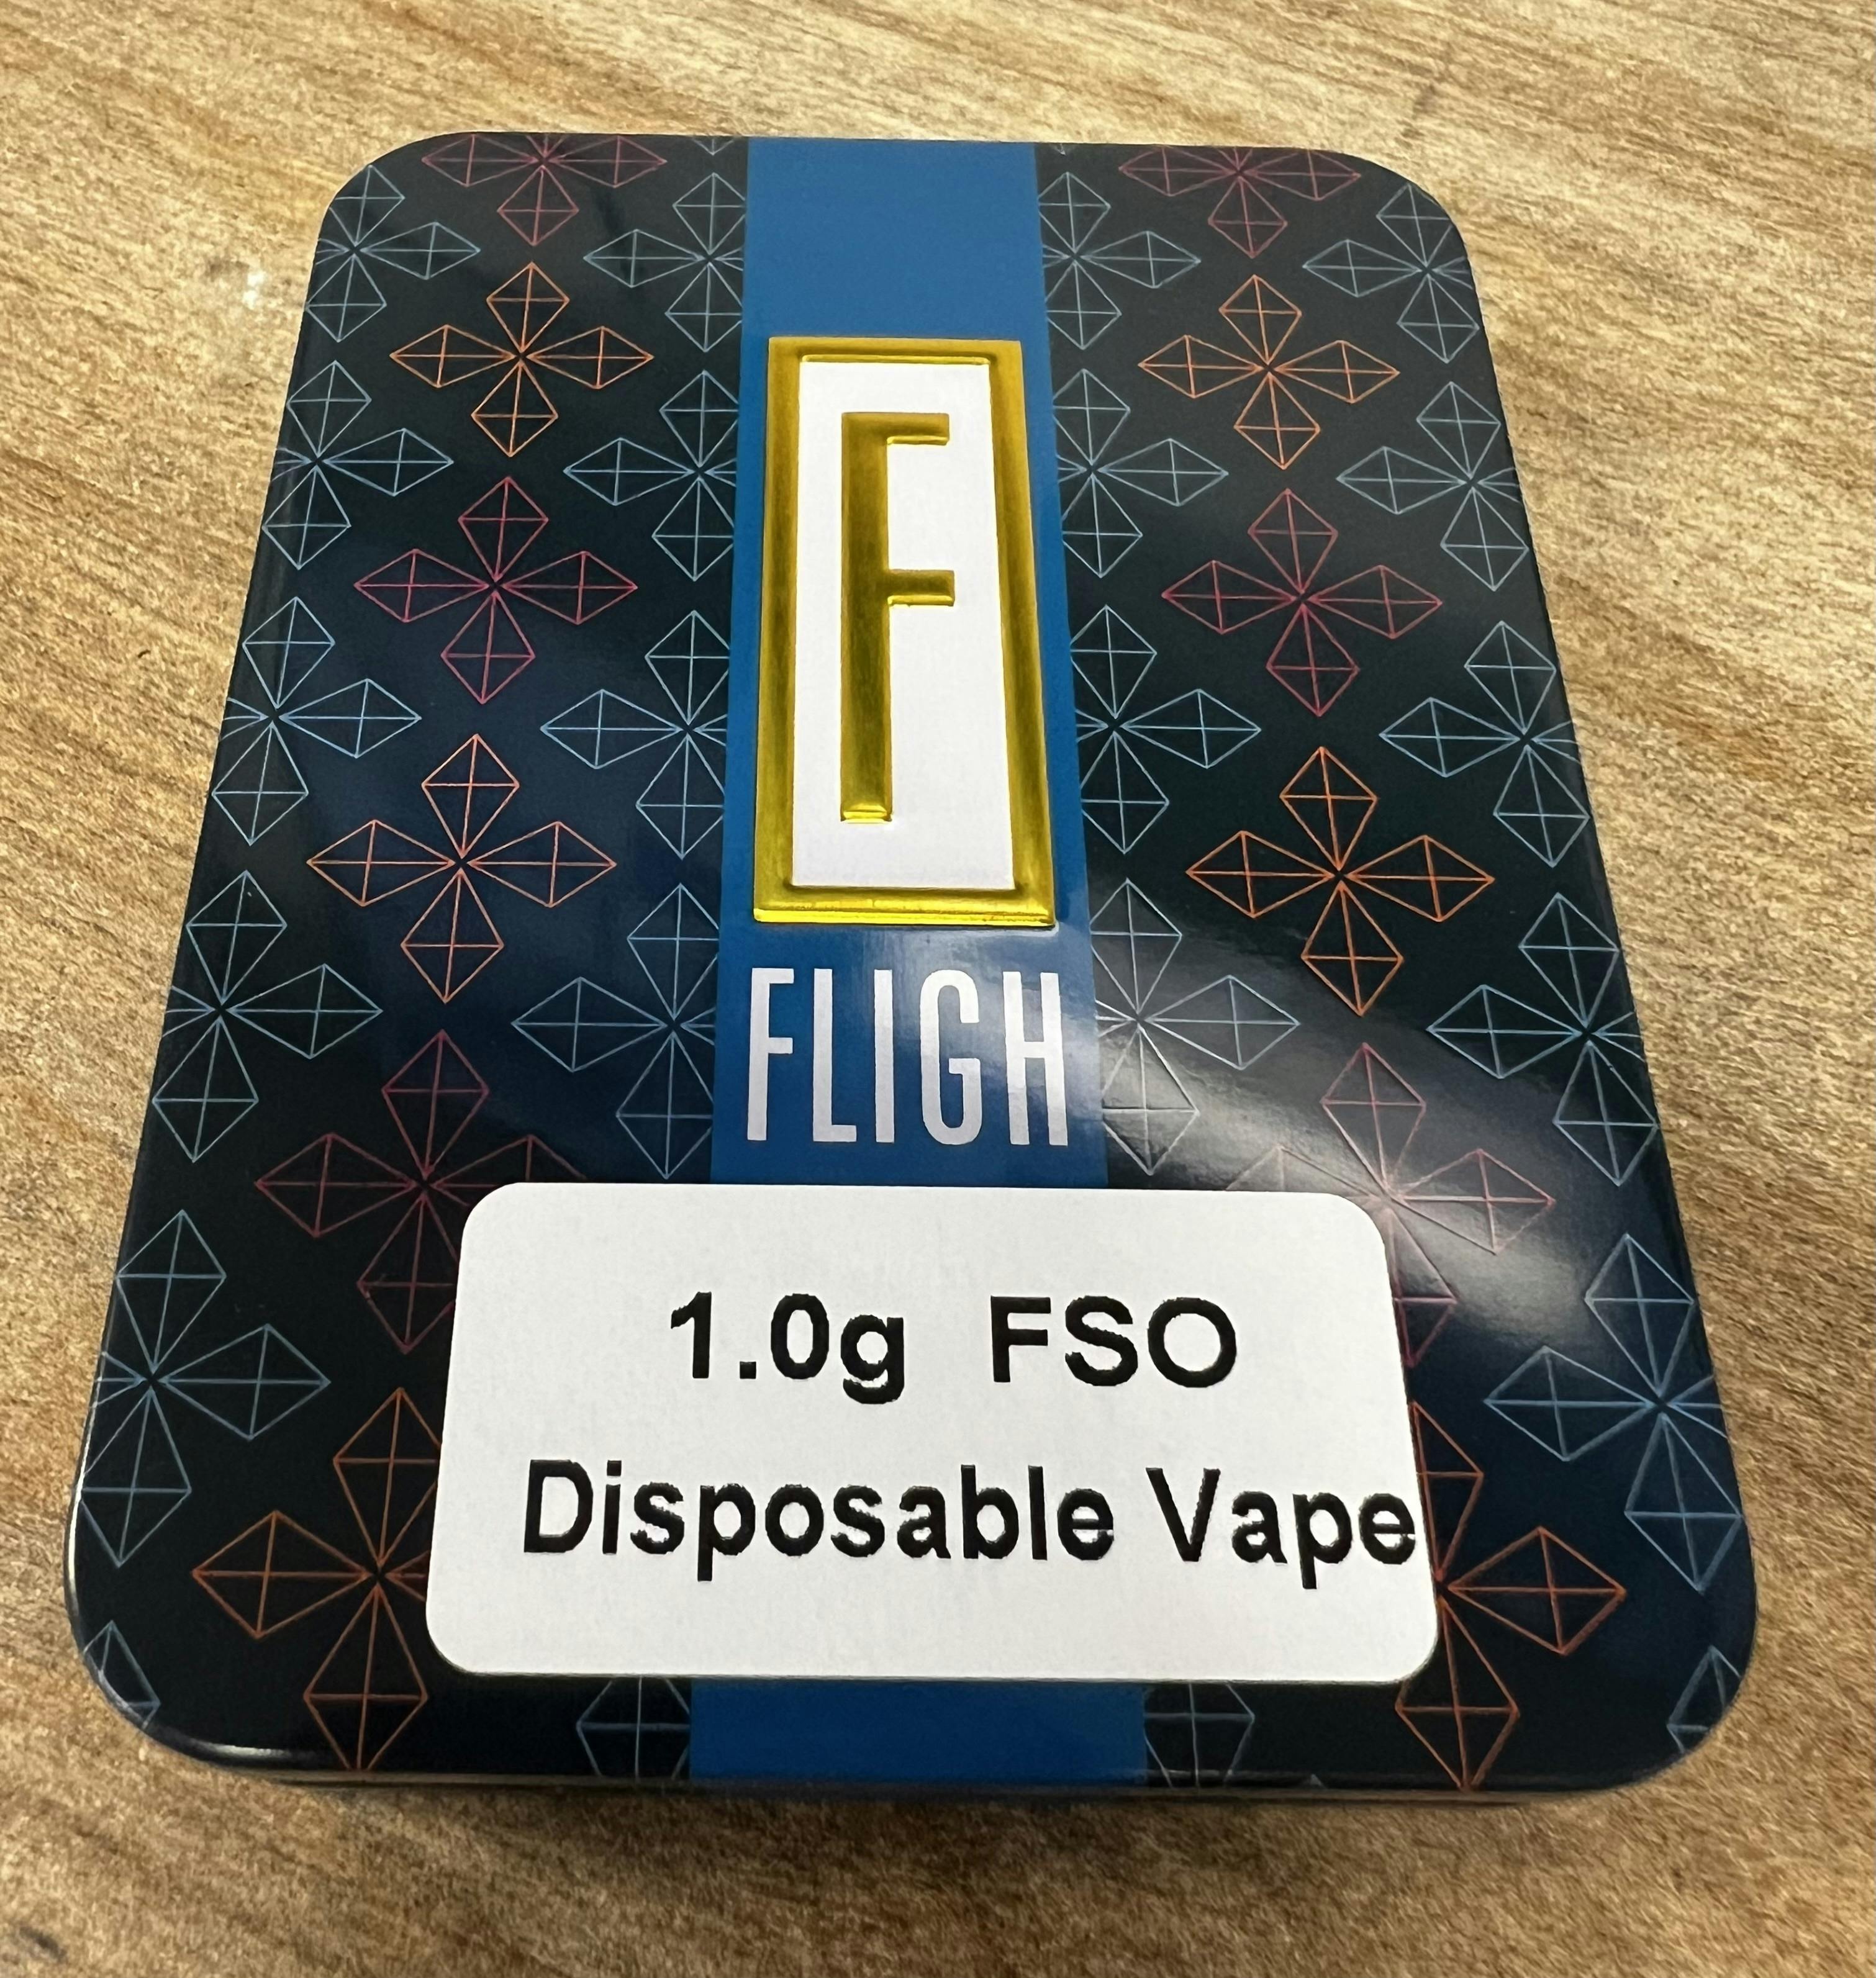 F
FLIGH
1.0g FSO
Disposable Vape